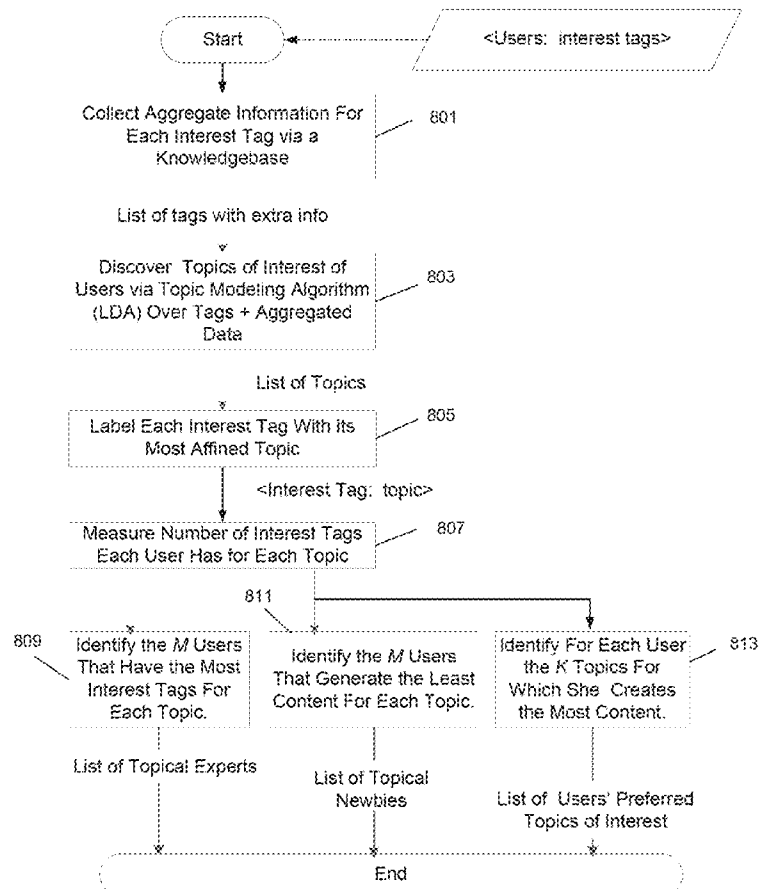 Start
<Users: interest tags>
Collect Aggregate Information For
Each Interest Tag via a
Knowledgebase
801
List of tags with extra info
Discover Topics of Interest of
Users via Topic Modeling Algorithm
(LDA) Over Tags + Aggregated
Data
803
List of Topics
Label Each Interest Tag With its
Most Affined Topic
805
<Interest Tag: topic>
Measure Number of Interest Tags
Each User Has for Each Topic
807
809
Identify the M Users
That Have the Most
Interest Tags For
Each Topic.
811
Identify the M Users
That Generate the Least
Content For Each Topic.
Identify For Each User
the K Topics For
Which She Creates
the Most Content.
813
List of Topical Experts
List of Topical
Newbies
List of Users' Preferred
Topics of Interest
End